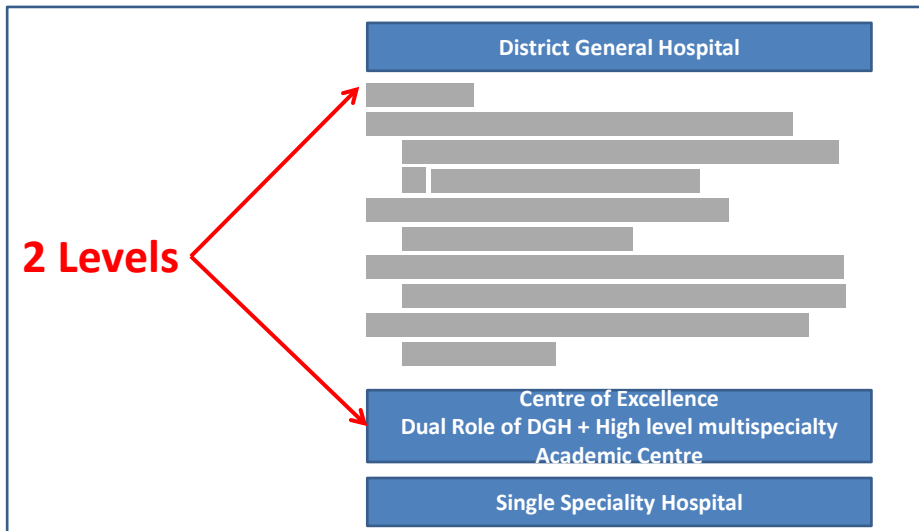 District General Hospital
2 Levels
Centre of Excellence
Dual Role of DGH + High level multispecialty
Academic Centre
Single Speciality Hospital